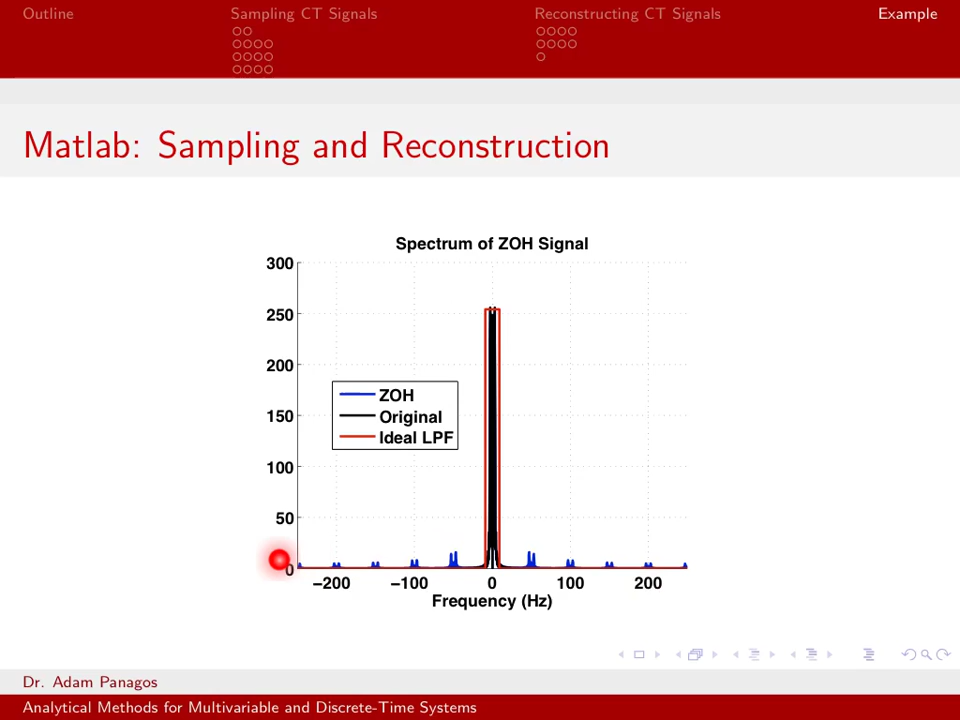 Outline
Sampling CT Signals
Reconstructing CT Signals
Example
Matlab: Sampling and Reconstruction
Spectrum of ZOH Signal
300
250
200
150
100
50
0
ZOH
Original
Ideal LPF
−200 −100 0 100 200
Frequency (Hz)
Dr. Adam Panagos
Analytical Methods for Multivariable and Discrete-Time Systems